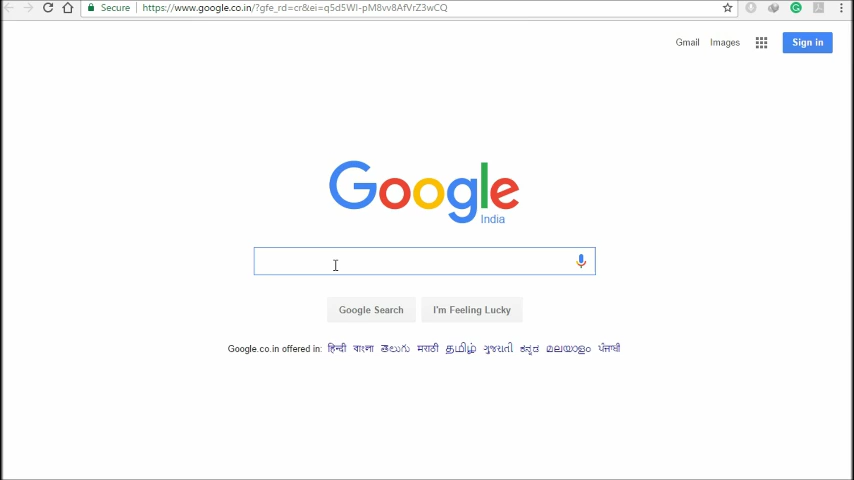 Secure https://www.google.co.in/?gfe_rd=cr&ei=q5d5WI-pM8vv8AfVrZ3wCQ
Gmail Images Sign in
Google
India
Google Search I'm Feeling Lucky
Google.co.in offered in: हिन्दी বাংলা తెలుగు मराठी தமிழ் ગુજરાતી ಕನ್ನಡ മലയാളം ਪੰਜਾਬੀ